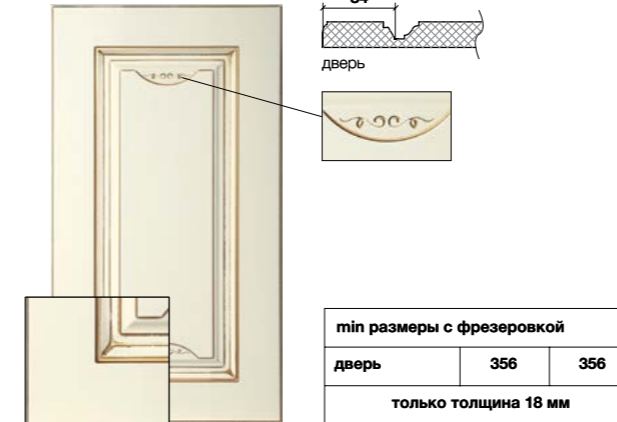 дверь
min размеры с фрезеровкой
дверь 356 356
только толщина 18 мм